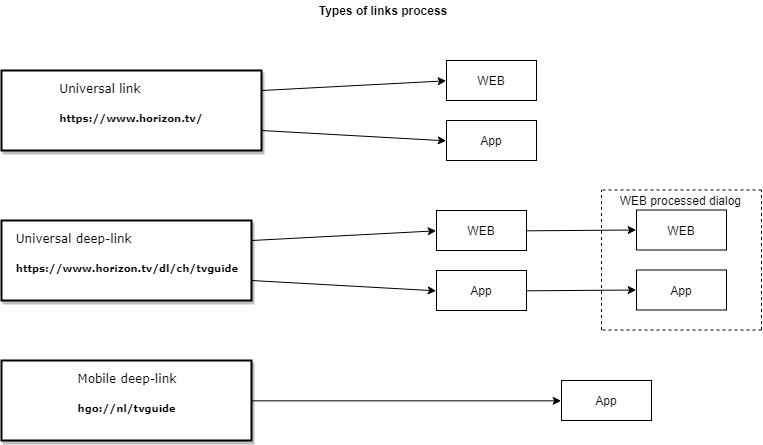 Types of links process
Universal link
https://www.horizon.tv/
WEB
App
Universal deep-link
https://www.horizon.tv/dl/ch/tvguide
WEB
App
WEB processed dialog
WEB
App
Mobile deep-link
hgo://nl/tvguide
App